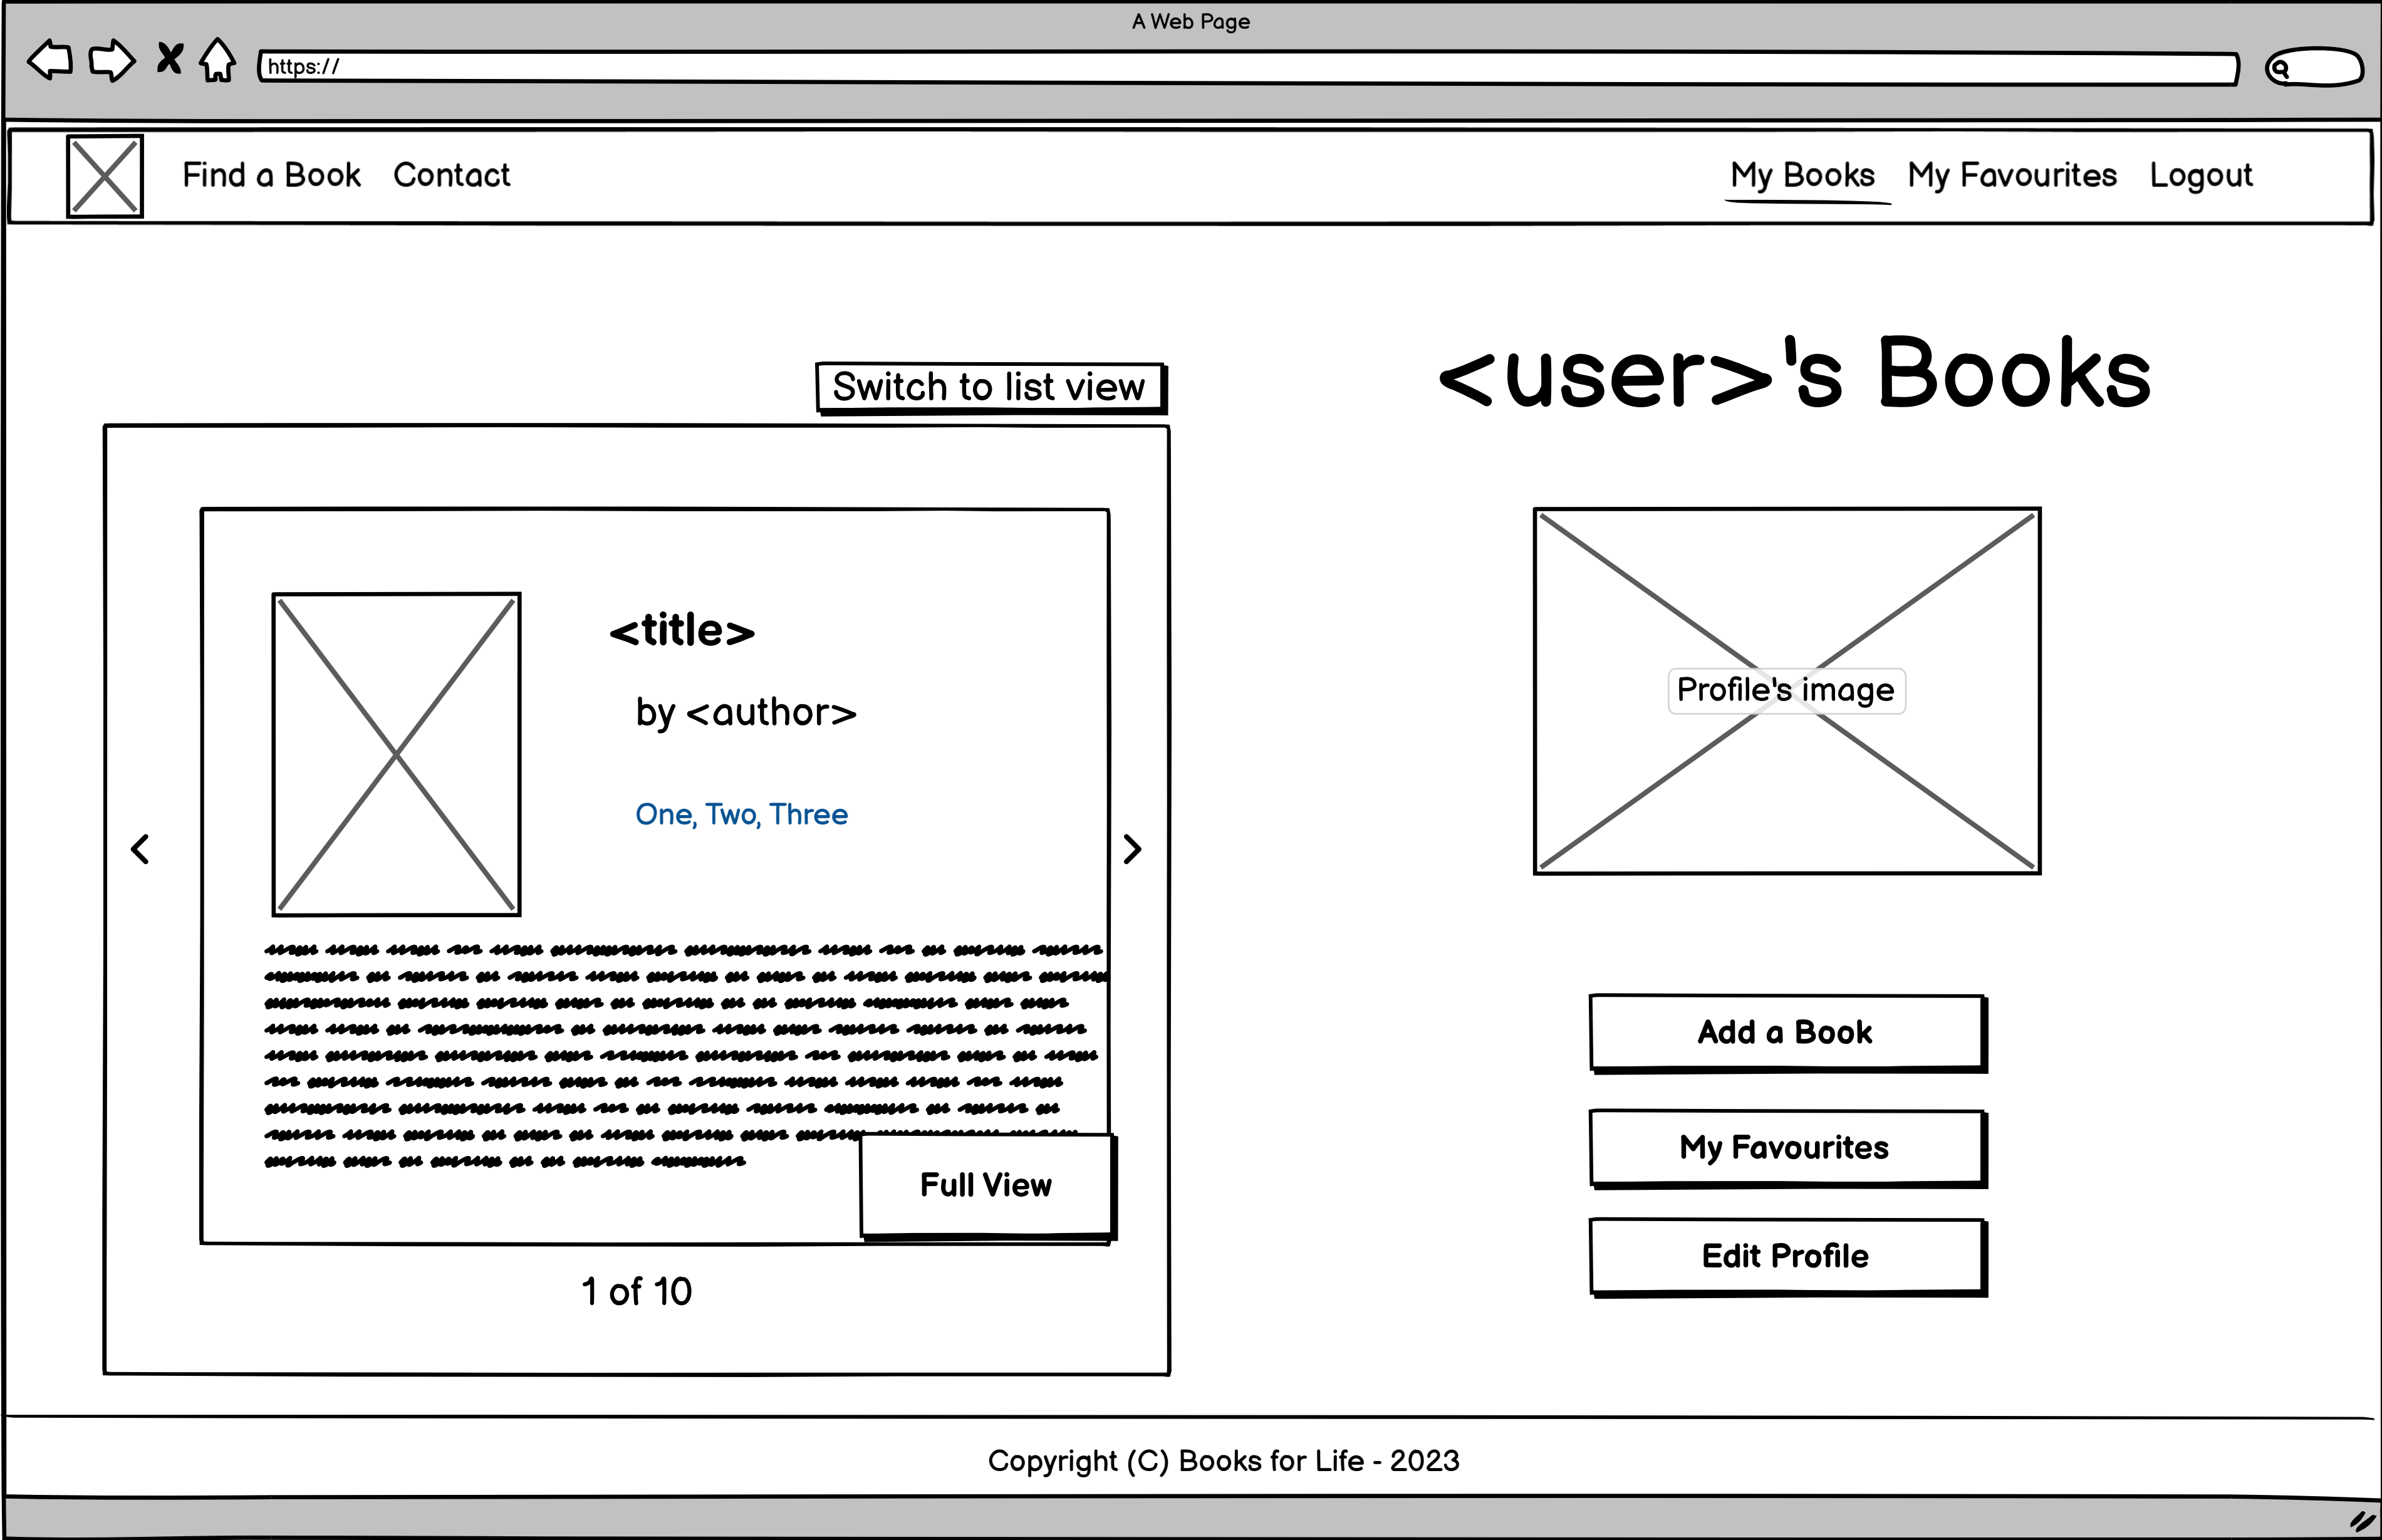 A Web Page
https://
Find a Book Contact My Books My Favourites Logout
Switch to list view
<user>'s Books
<title>
by <author>
One, Two, Three
<
>
Full View
1 of 10
Profile's image
Add a Book
My Favourites
Edit Profile
Copyright (C) Books for Life - 2023